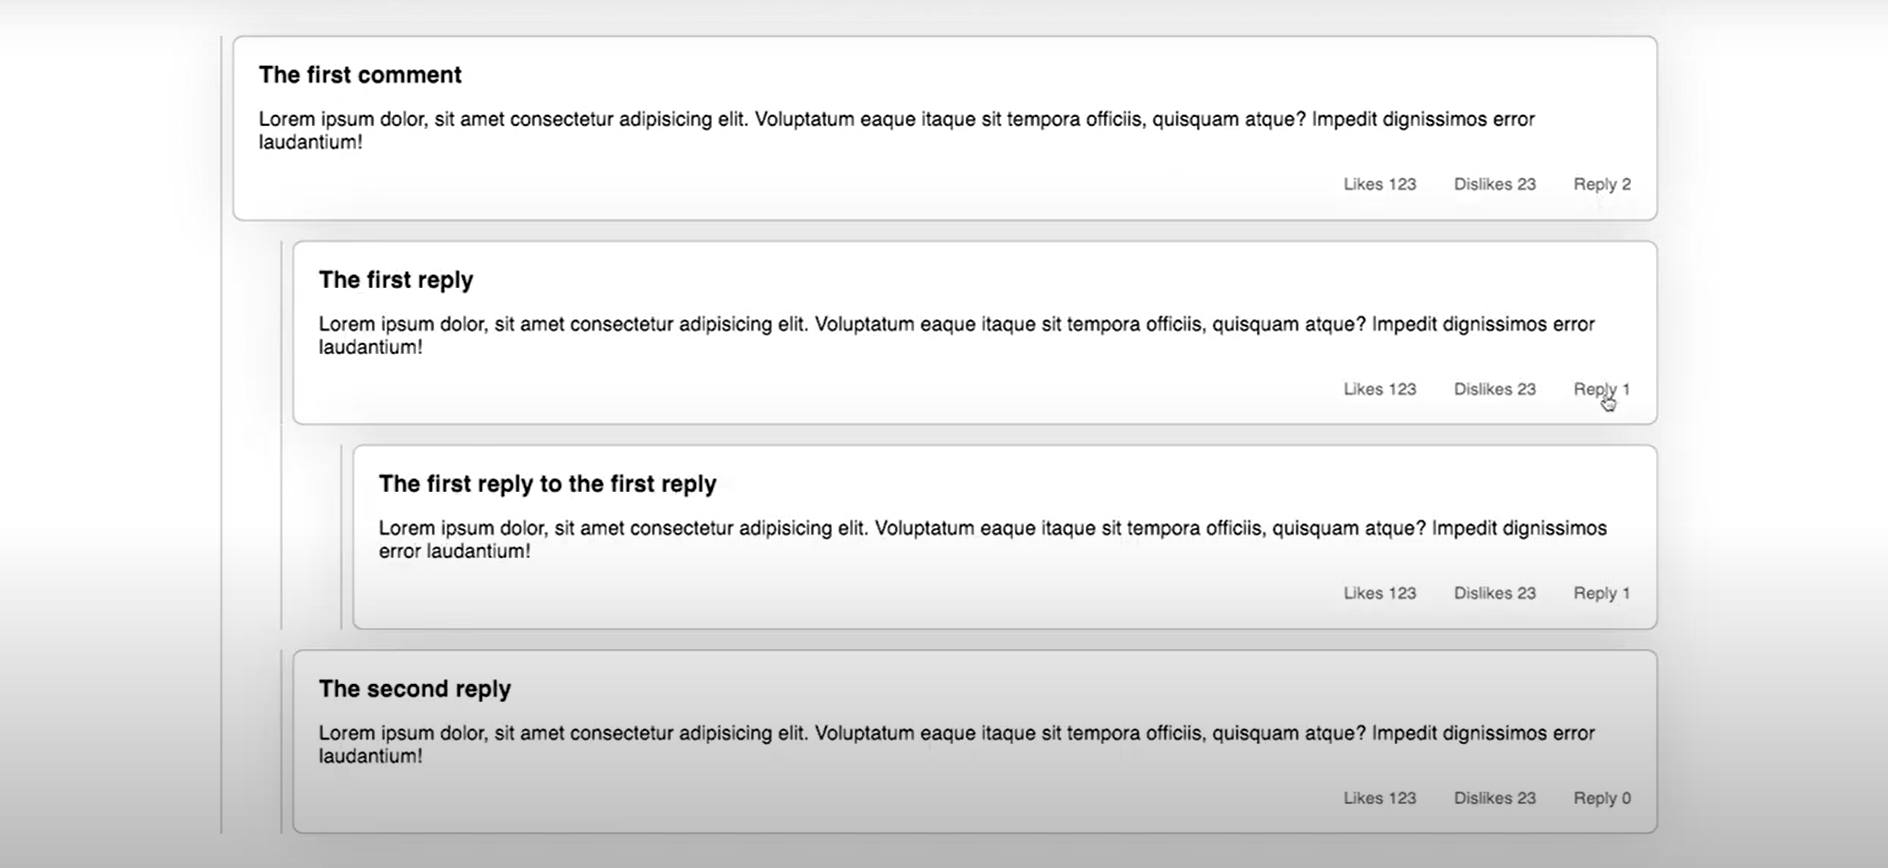 The first comment
Lorem ipsum dolor, sit amet consectetur adipisicing elit. Voluptatum eaque itaque sit tempora officiis, quisquam atque? Impedit dignissimos error
laudantium!
Likes 123 Dislikes 23 Reply 2
The first reply
Lorem ipsum dolor, sit amet consectetur adipisicing elit. Voluptatum eaque itaque sit tempora officiis, quisquam atque? Impedit dignissimos error
laudantium!
Likes 123 Dislikes 23 Reply 1
The first reply to the first reply
Lorem ipsum dolor, sit amet consectetur adipisicing elit. Voluptatum eaque itaque sit tempora officiis, quisquam atque? Impedit dignissimos
error laudantium!
Likes 123 Dislikes 23 Reply 1
The second reply
Lorem ipsum dolor, sit amet consectetur adipisicing elit. Voluptatum eaque itaque sit tempora officiis, quisquam atque? Impedit dignissimos error
laudantium!
Likes 123 Dislikes 23 Reply 0